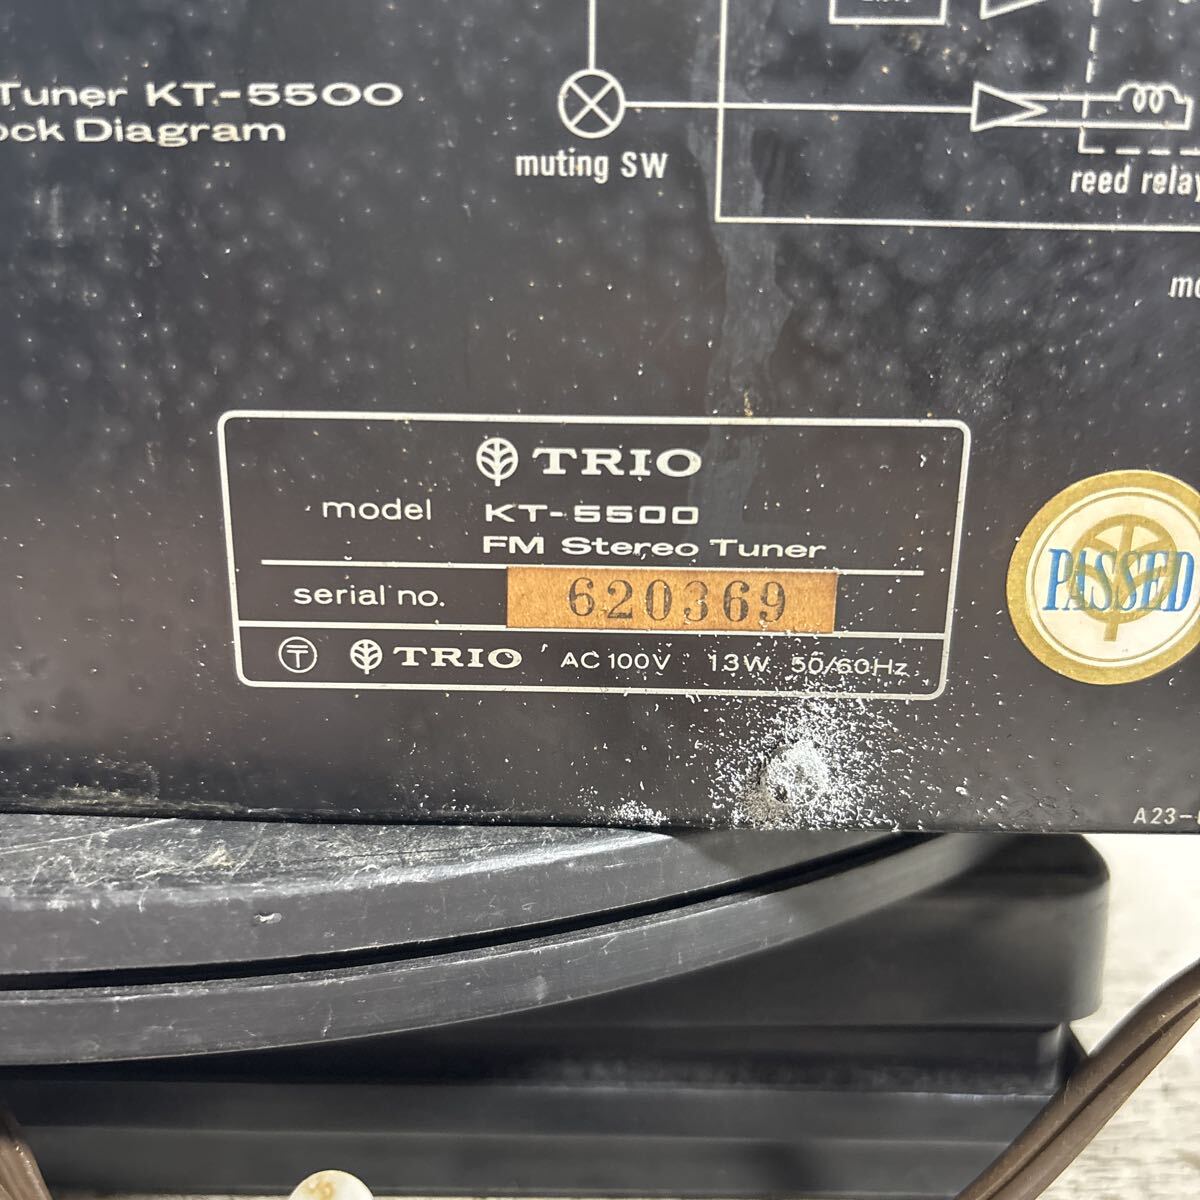 Tuner KT-5500
ock Diagram
muting SW
reed relay
TRIO
model KT-5500
FM Stereo Tuner
serial no. 620369
PASSED
〶 TRIO AC 100V 13W 50/60Hz
A23-